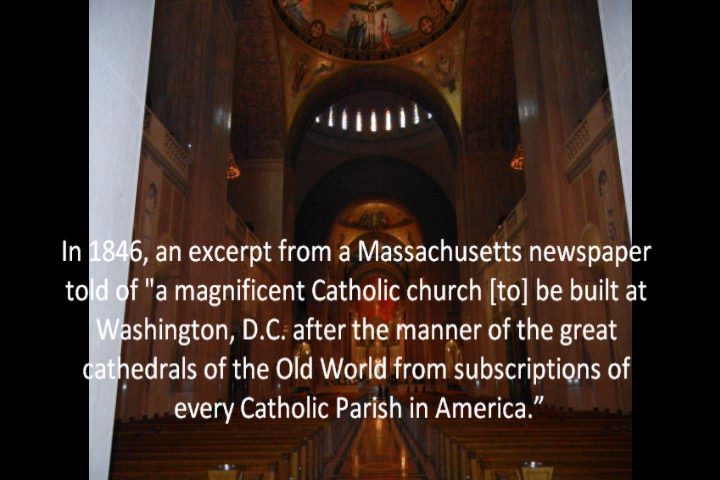 In 1846, an excerpt from a Massachusetts newspaper
told of "a magnificent Catholic church [to] be built at
Washington, D.C. after the manner of the great
cathedrals of the Old World from subscriptions of
every Catholic Parish in America.”